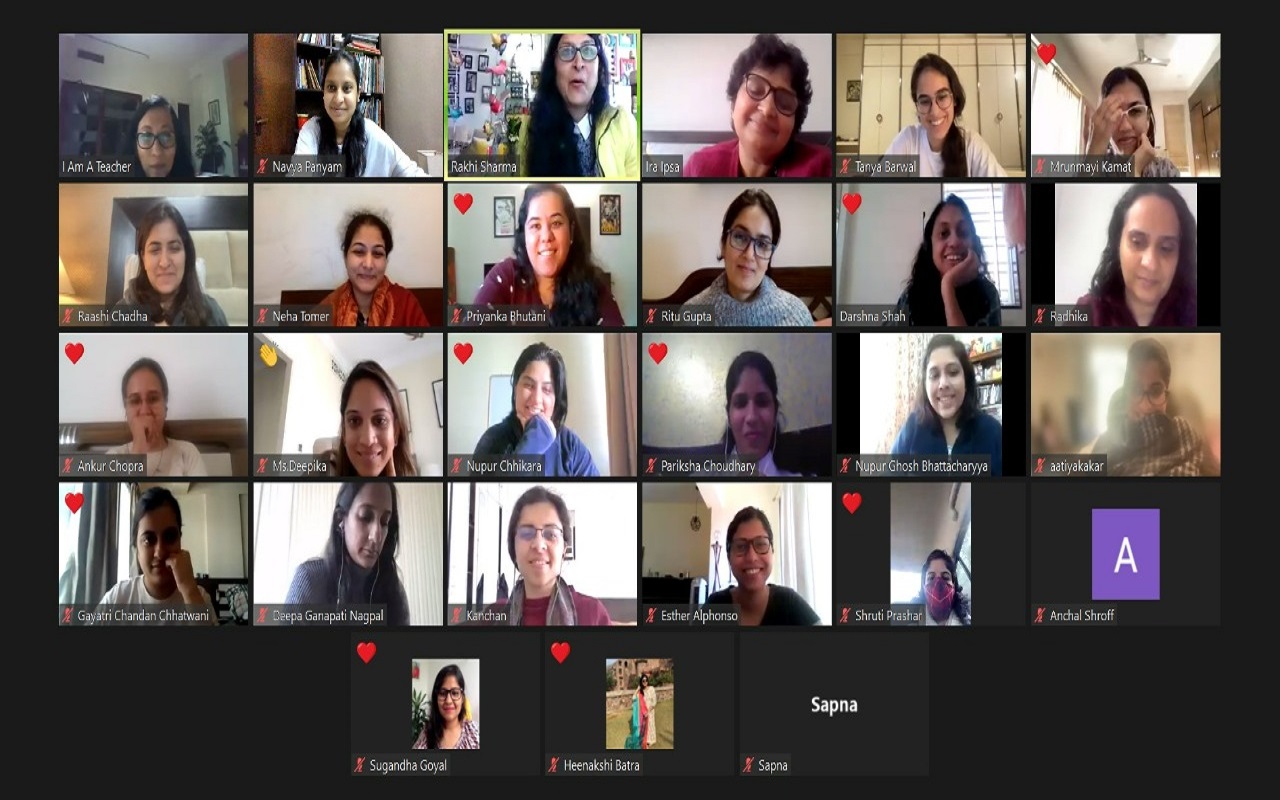 I Am A Teacher
Navya Panyam
Rakhi Sharma
Ira Ipsa
Tanya Barwal
Mrunmayi Kamat
Raashi Chadha
Neha Tomer
Priyanka Bhutani
Ritu Gupta
Darshna Shah
Radhika
Ankur Chopra
Ms.Deepika
Nupur Chhikara
Pariksha Choudhary
Nupur Ghosh Bhattacharyya
aatiyakakar
Gayatri Chandan Chhatwani
Deepa Ganapati Nagpal
Kanchan
Esther Alphonso
Shruti Prashar
A
Anchal Shroff
Sugandha Goyal
Heenakshi Batra
Sapna
Sapna